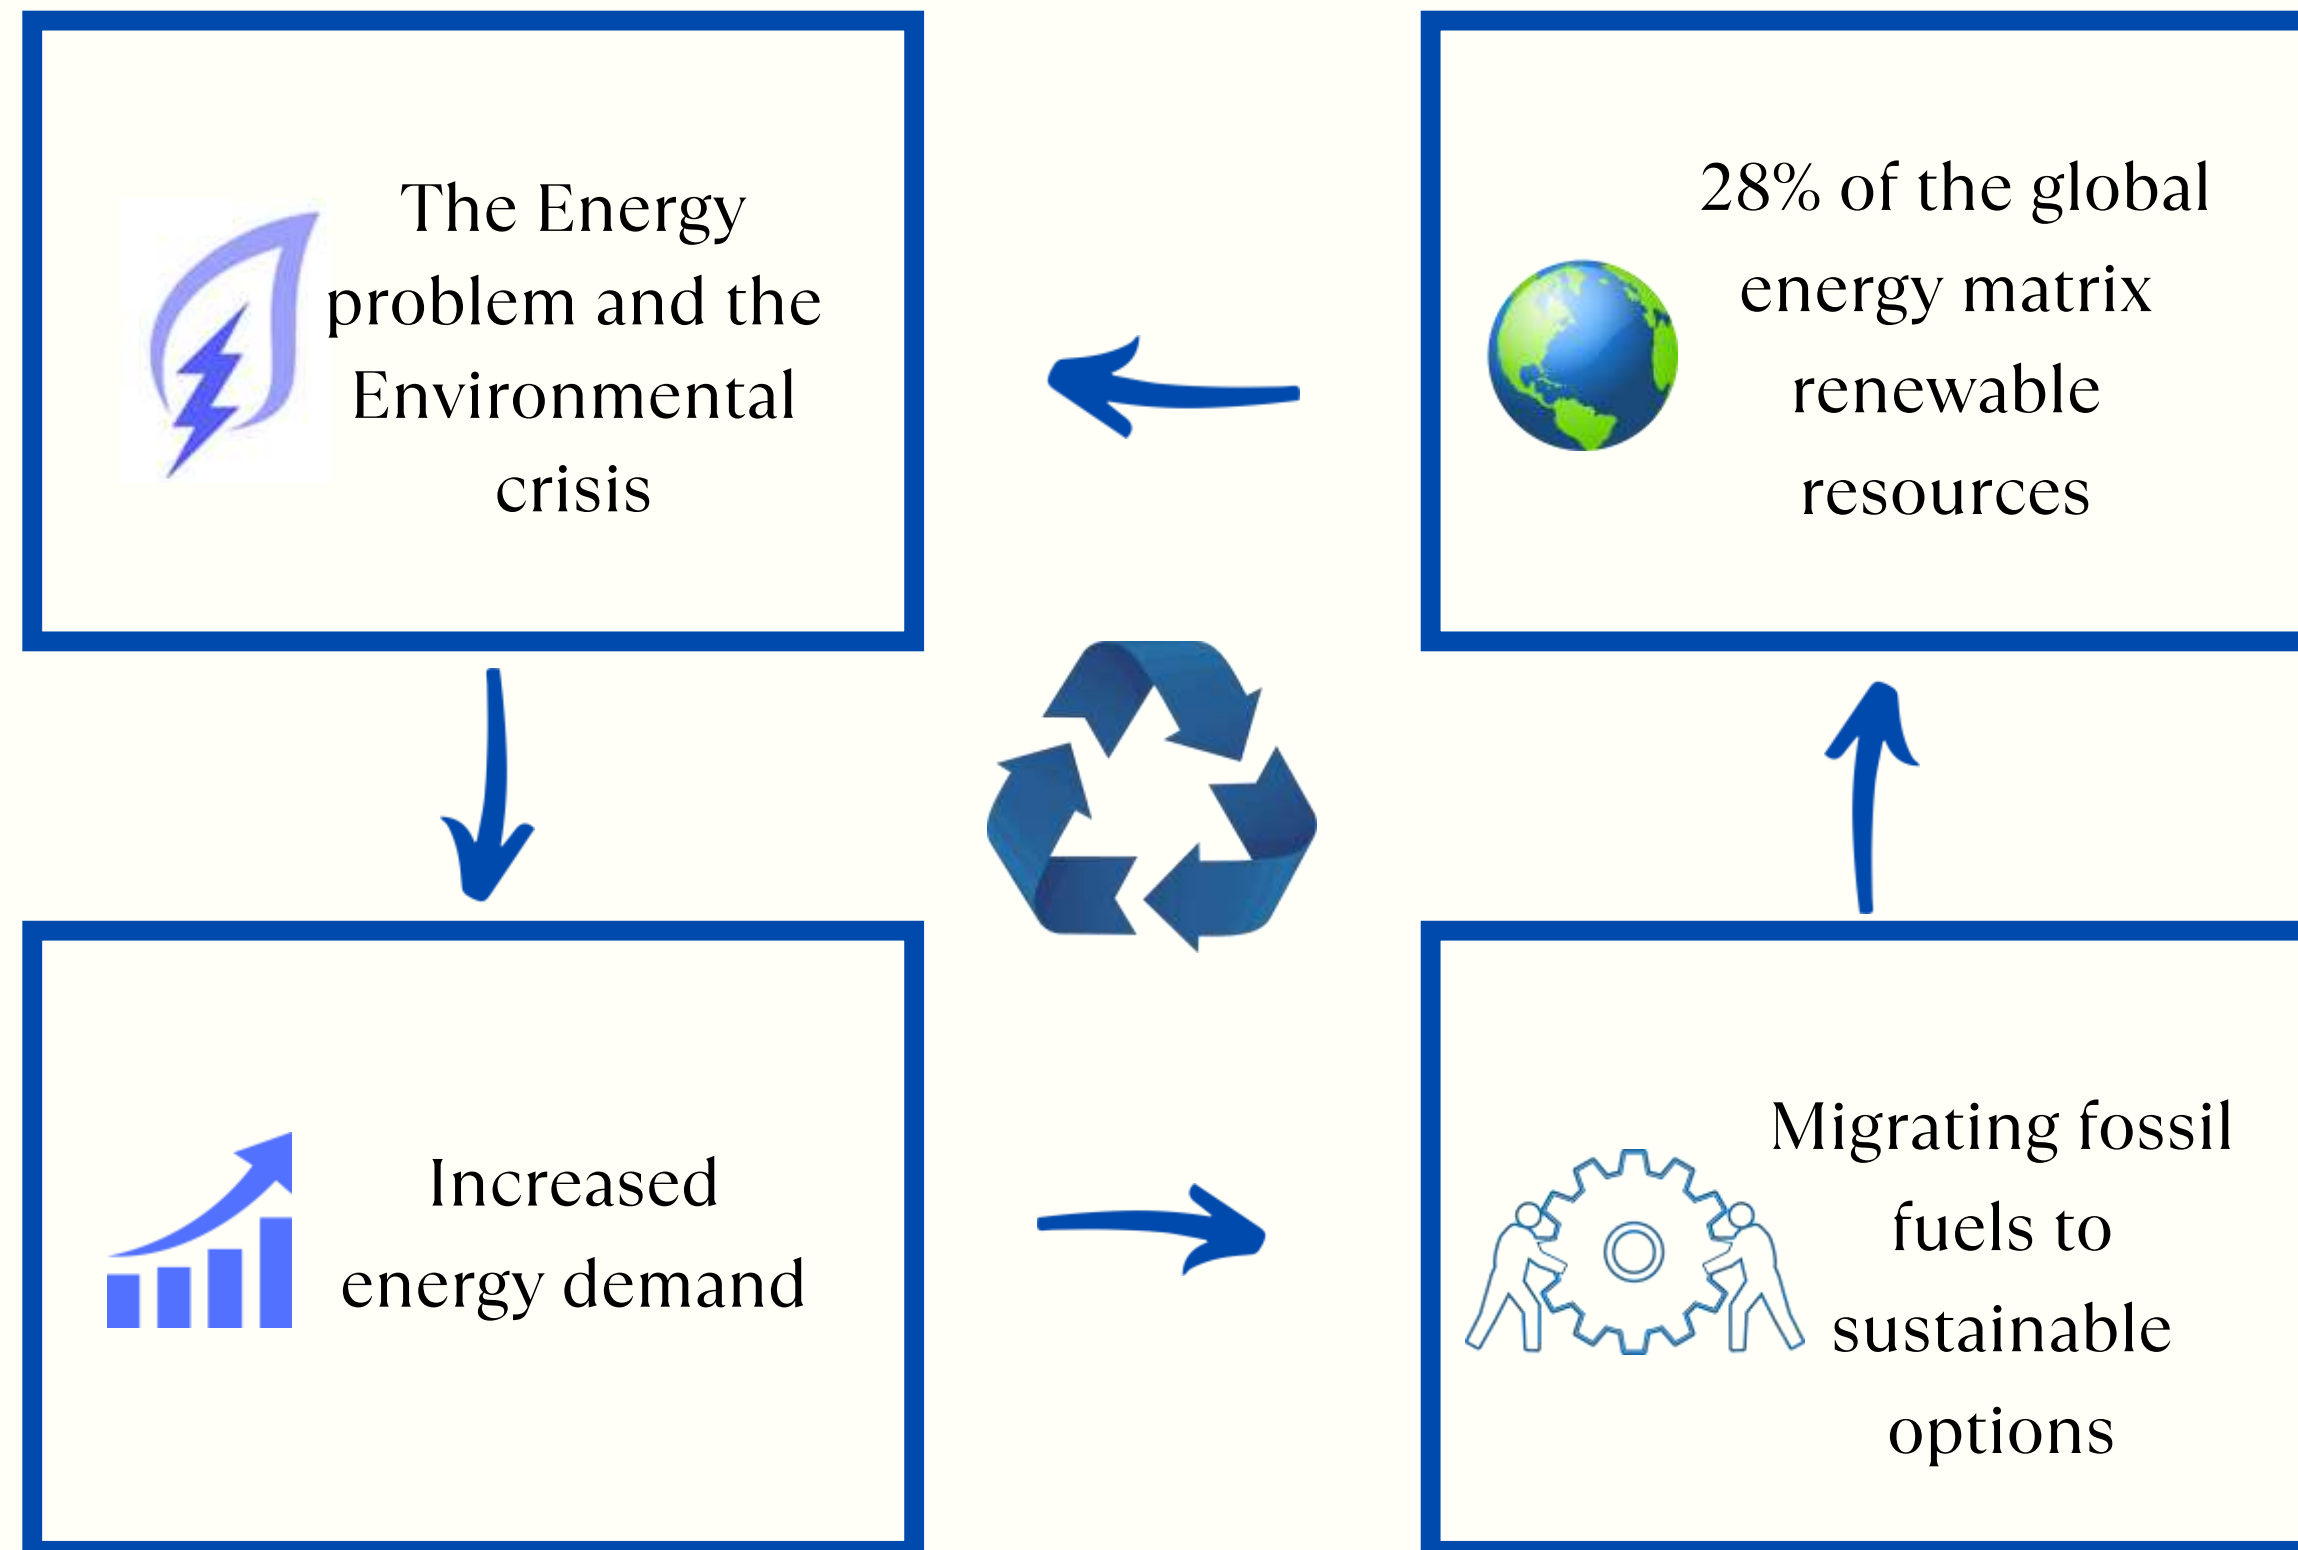 The Energy
problem and the
Environmental
crisis
28% of the global
energy matrix
renewable
resources
Increased
energy demand
Migrating fossil
fuels to
sustainable
options